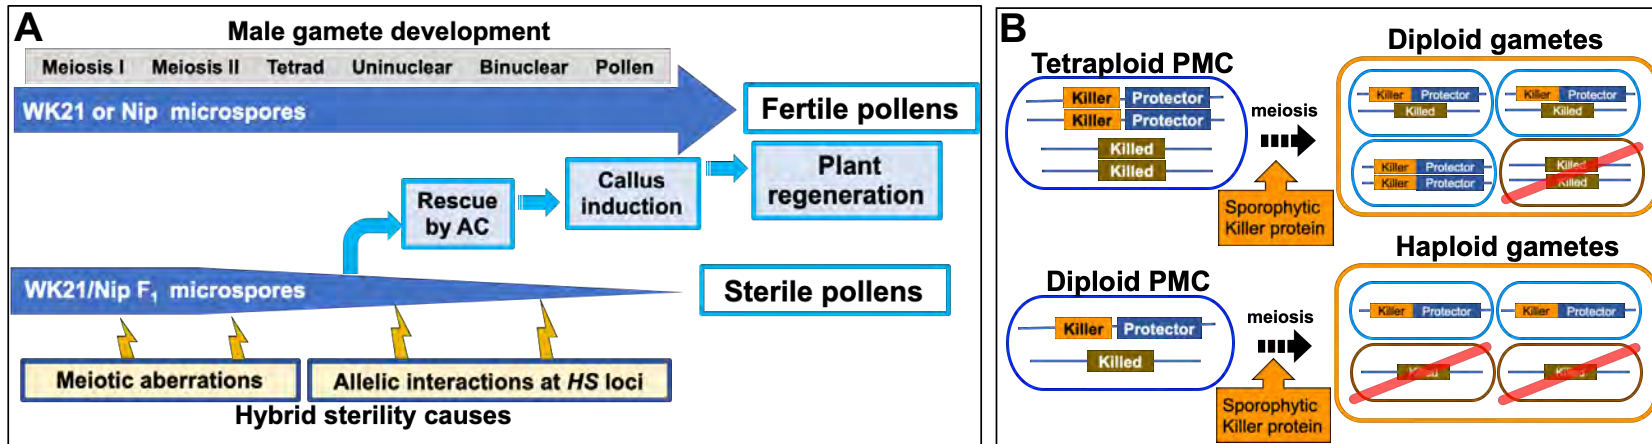 A
Male gamete development
Meiosis I Meiosis II Tetrad Uninuclear Binuclear Pollen
WK21 or Nip microspores
Fertile pollens
Rescue
by AC
Callus
induction
Plant
regeneration
WK21/Nip F1 microspores
Sterile pollens
Meiotic aberrations
Allelic interactions at HS loci
Hybrid sterility causes
B
Tetraploid PMC
Killer Protector
Killer Protector
Killed
Killed
meiosis
Sporophytic
Killer protein
Diploid gametes
Killer Protector
Killed
Killer Protector
Killed
Killer Protector
Killer Protector
Killed
Killed
Diploid PMC
Killer Protector
Killed
meiosis
Sporophytic
Killer protein
Haploid gametes
Killer Protector
Killer Protector
Killed
Killed